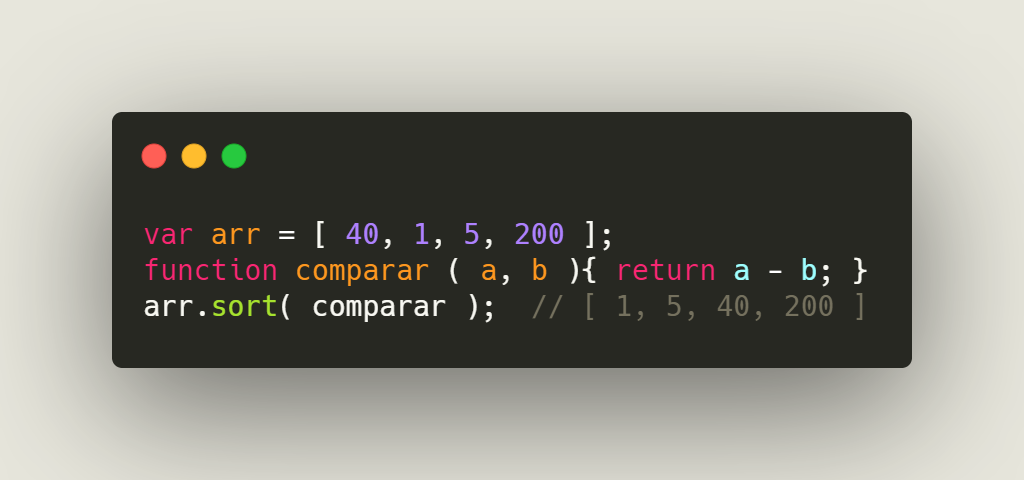 var arr = [ 40, 1, 5, 200 ];
function comparar ( a, b ){ return a - b; }
arr.sort( comparar );  // [ 1, 5, 40, 200 ]